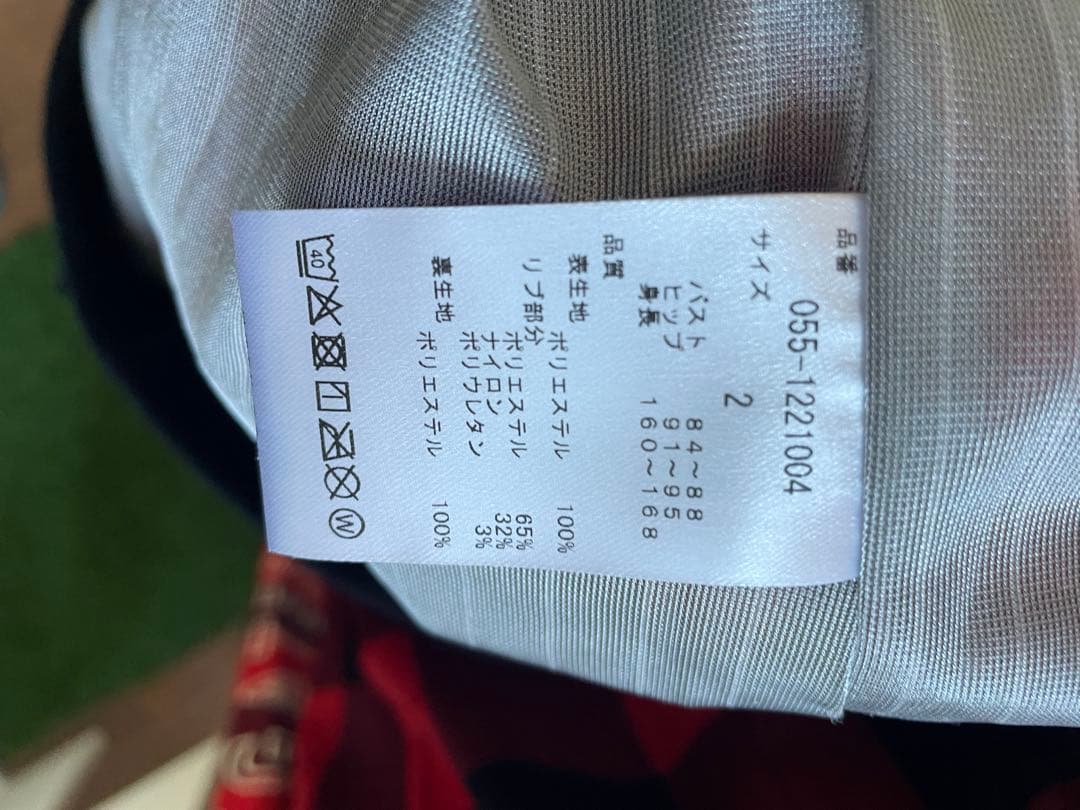 品番
055-1221004
サイズ
2
バスト 84～88
ヒップ 91～95
身長 160～168
品質
表生地
ポリエステル 100%
リブ部分
ポリエステル 65%
ナイロン 32%
ポリウレタン 3%
裏生地
ポリエステル 100%
40
W